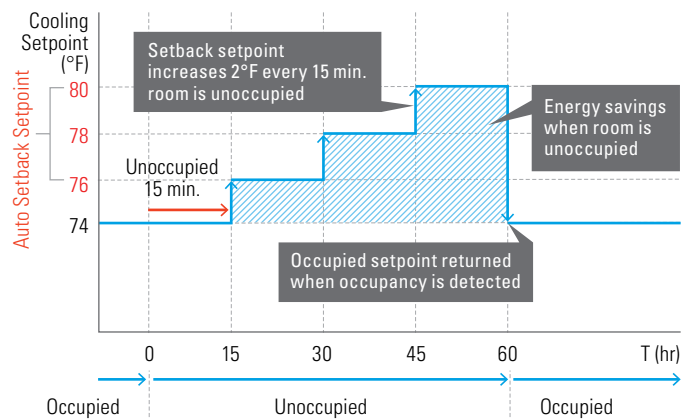 Cooling
Setpoint
(°F)
Auto Setback Setpoint
80
78
76
74
Setback setpoint
increases 2°F every 15 min.
room is unoccupied
Energy savings
when room is
unoccupied
Unoccupied
15 min.
Occupied setpoint returned
when occupancy is detected
0 15 30 45 60 T (hr)
Occupied Unoccupied Occupied